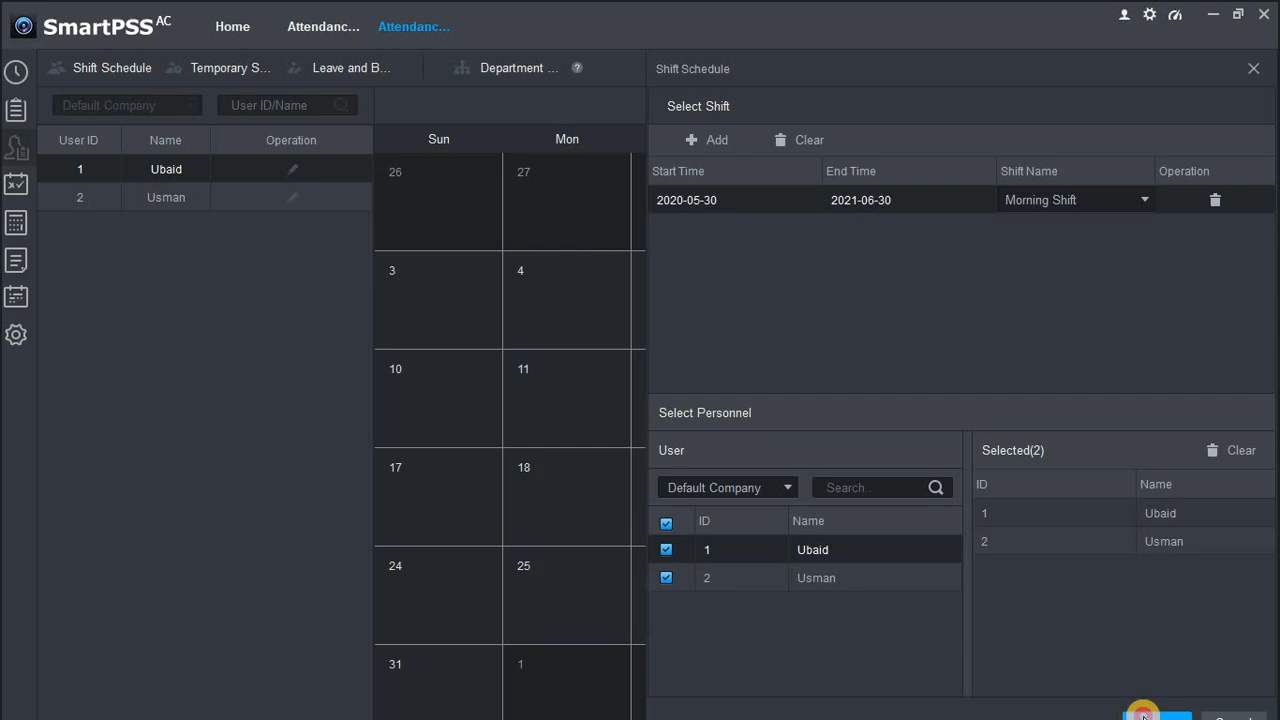 SmartPSS AC
Home
Attendanc...
Attendanc...
Shift Schedule
Temporary S...
Leave and B...
Department ...
?
Shift Schedule
Default Company
User ID/Name
Select Shift
Add
Clear
User ID
Name
Operation
Sun
Mon
Start Time
End Time
Shift Name
Operation
1
Ubaid
2
Usman
2020-05-30
2021-06-30
Morning Shift
26
27
3
4
10
11
17
18
24
25
31
1
Select Personnel
User
Selected(2)
Clear
Default Company
Search..
ID
Name
ID
Name
1
Ubaid
1
Ubaid
2
Usman
2
Usman